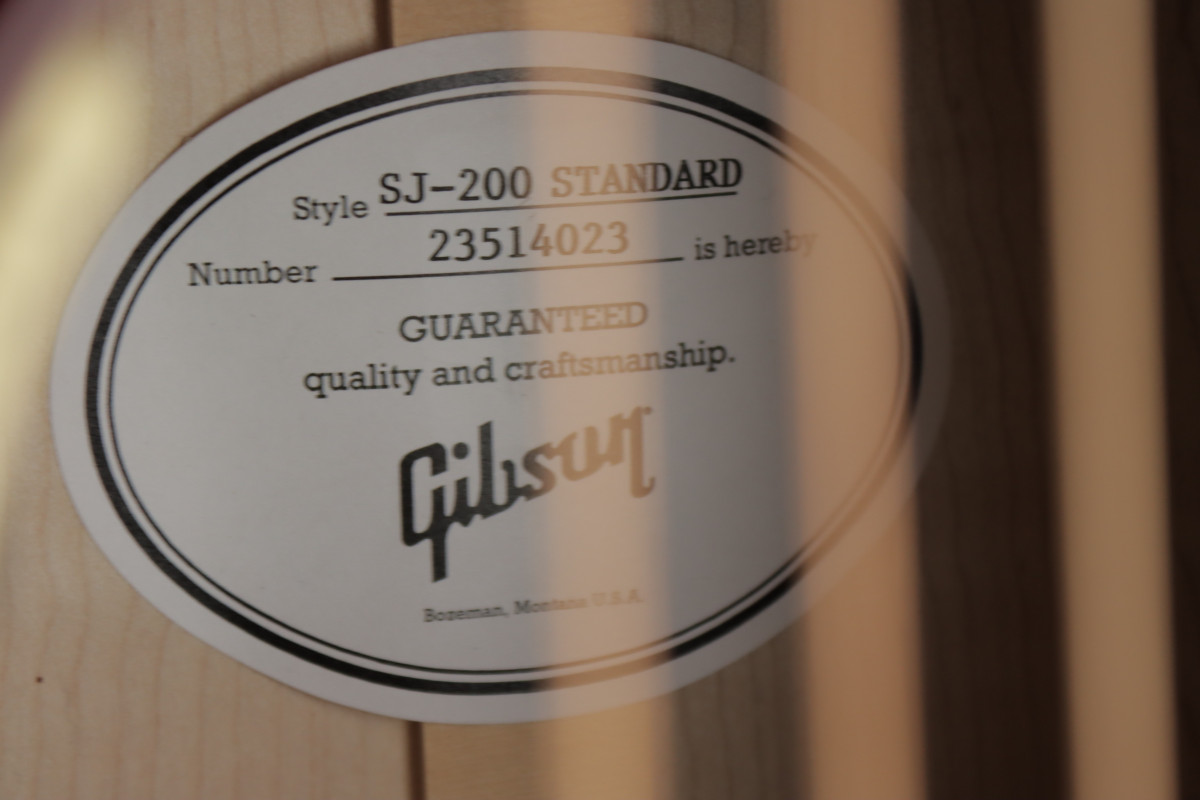 Style SJ-200 STANDARD
Number 23514023 is hereby
GUARANTEED
quality and craftsmanship.
Gibson
Bozeman, Montana U.S.A.